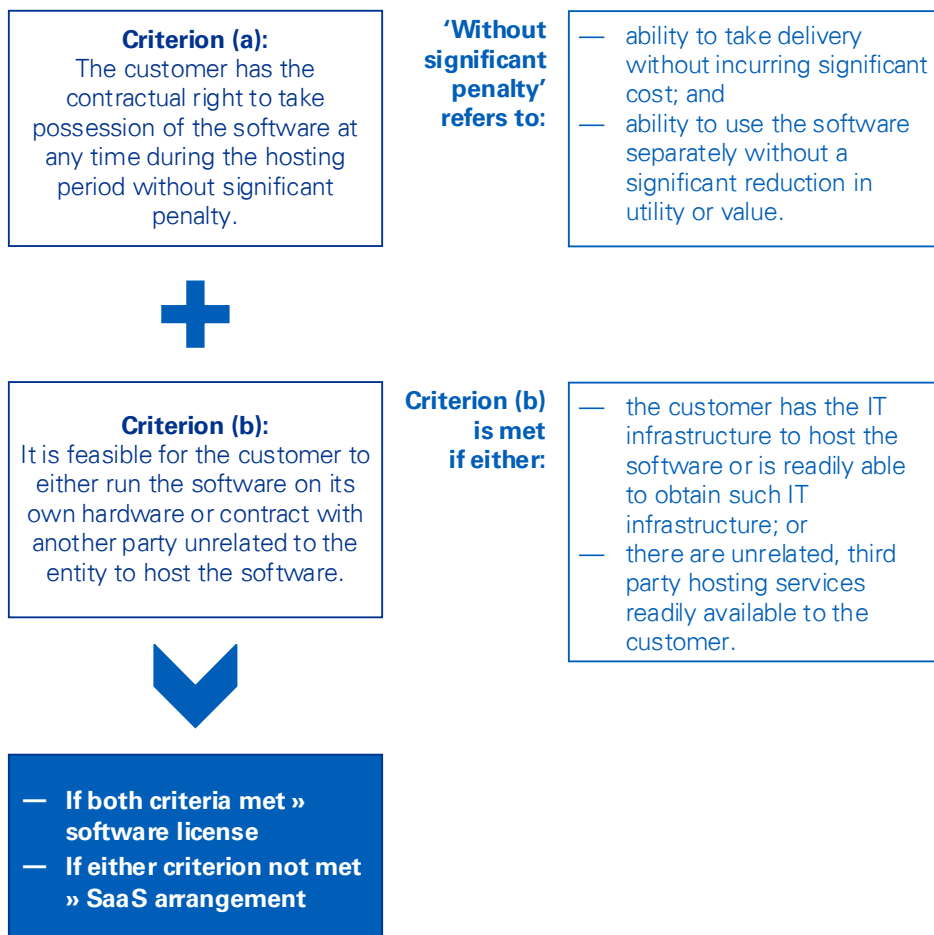 Criterion (a):
The customer has the
contractual right to take
possession of the software at
any time during the hosting
period without significant
penalty.
‘Without
significant
penalty’
refers to:
— ability to take delivery
without incurring significant
cost; and
— ability to use the software
separately without a
significant reduction in
utility or value.
Criterion (b):
It is feasible for the customer to
either run the software on its
own hardware or contract with
another party unrelated to the
entity to host the software.
Criterion (b)
is met
if either:
— the customer has the IT
infrastructure to host the
software or is readily able
to obtain such IT
infrastructure; or
— there are unrelated, third
party hosting services
readily available to the
customer.
— If both criteria met »
software license
— If either criterion not met
» SaaS arrangement